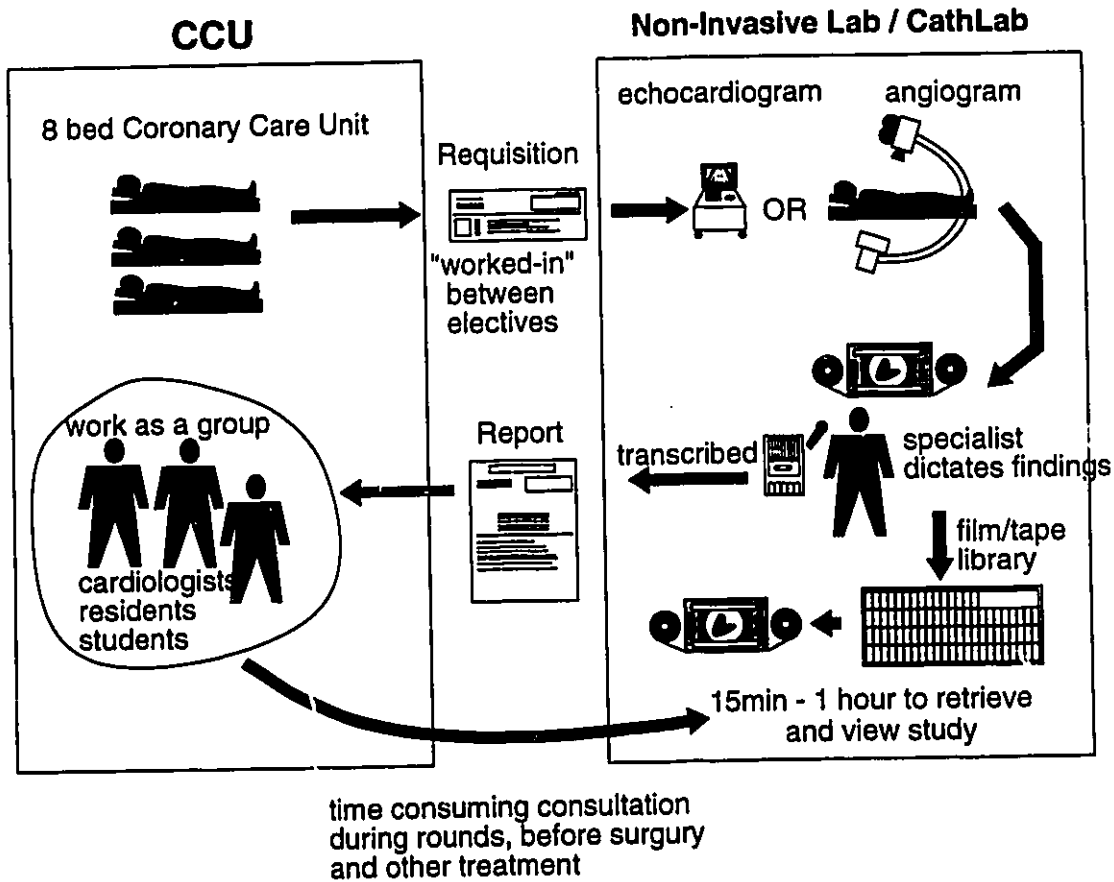 CCU
Non-Invasive Lab / CathLab
8 bed Coronary Care Unit
Requisition
"worked-in"
between
electives
echocardiogram
angiogram
OR
specialist
dictates findings
transcribed
Report
work as a group
cardiologists
residents
students
film/tape
library
15min - 1 hour to retrieve
and view study
time consuming consultation
during rounds, before surgury
and other treatment